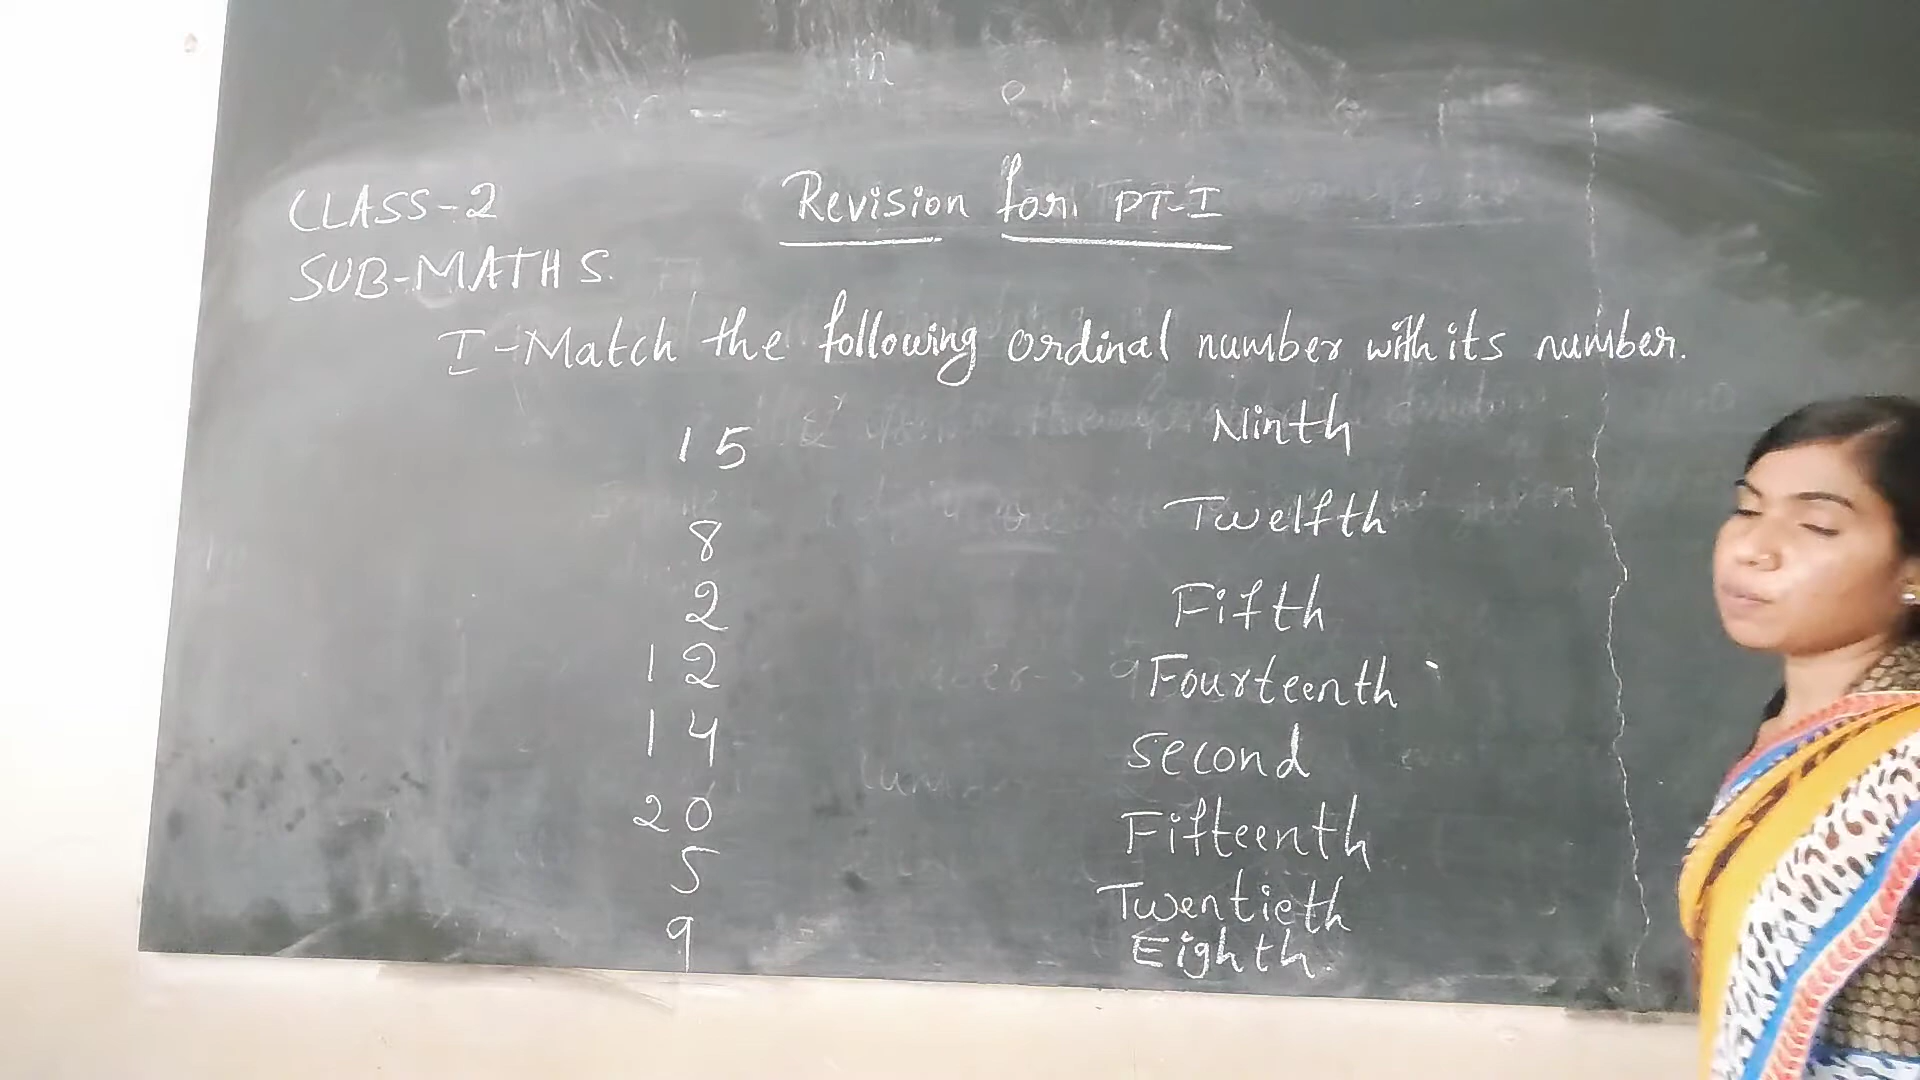 CLASS-2
Revision for PT-I
SUB-MATHS.
I-Match the following ordinal number with its number.
15 Ninth
8 Twelfth
2 Fifth
12 Fourteenth
14 second
20 Fifteenth
5 Twentieth
9 Eighth.